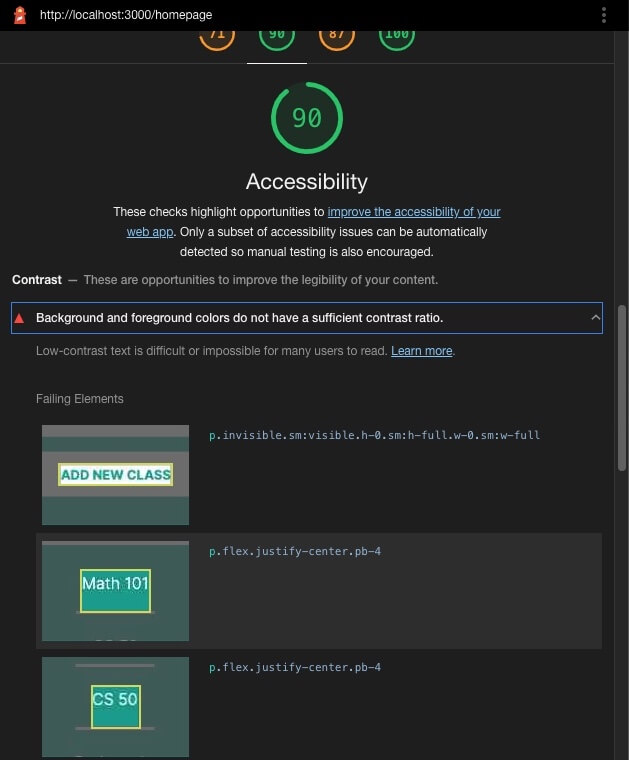 http://localhost:3000/homepage
71 90 87 100
90
Accessibility
These checks highlight opportunities to improve the accessibility of your
web app. Only a subset of accessibility issues can be automatically
detected so manual testing is also encouraged.
Contrast — These are opportunities to improve the legibility of your content.
Background and foreground colors do not have a sufficient contrast ratio.
Low-contrast text is difficult or impossible for many users to read. Learn more.
Failing Elements
ADD NEW CLASS
p.invisible.sm:visible.h-0.sm:h-full.w-0.sm:w-full
Math 101
p.flex.justify-center.pb-4
CS 50
p.flex.justify-center.pb-4